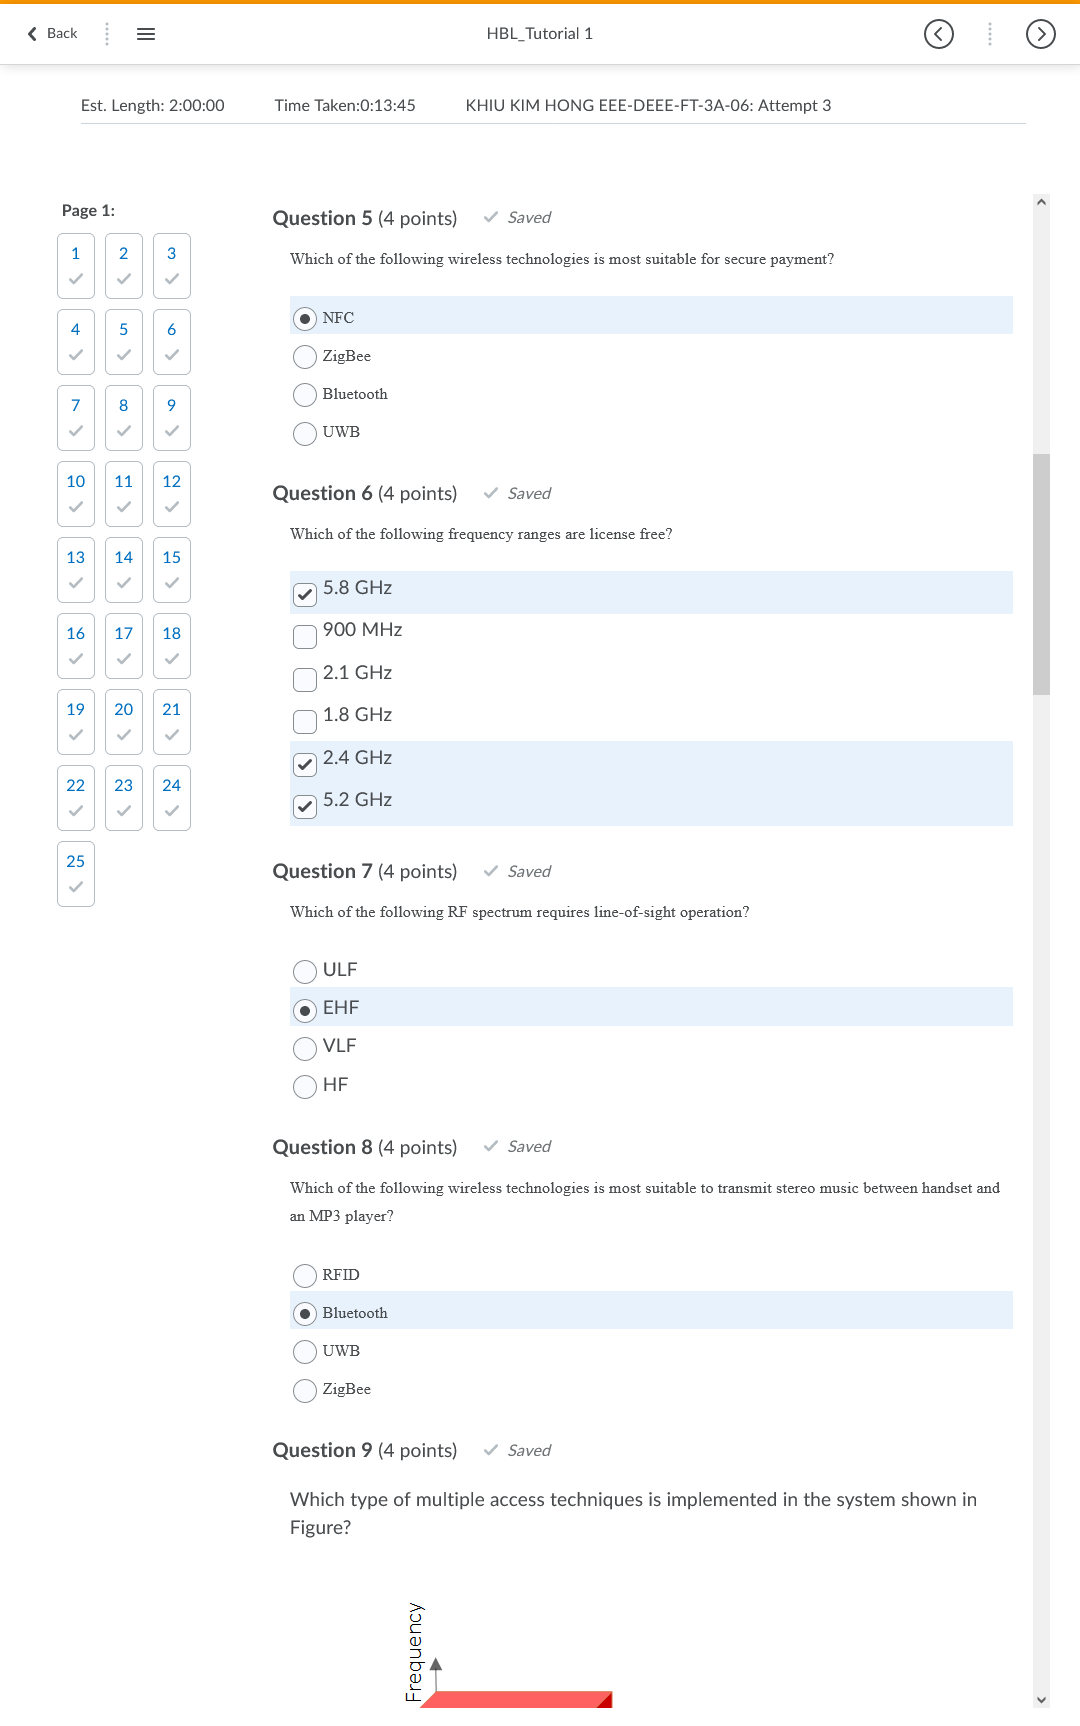 Back
HBL_Tutorial 1
Est. Length: 2:00:00 Time Taken:0:13:45 KHIU KIM HONG EEE-DEEE-FT-3A-06: Attempt 3
Page 1:
1 2 3
4 5 6
7 8 9
10 11 12
13 14 15
16 17 18
19 20 21
22 23 24
25
Question 5 (4 points) Saved
Which of the following wireless technologies is most suitable for secure payment?
NFC
ZigBee
Bluetooth
UWB
Question 6 (4 points) Saved
Which of the following frequency ranges are license free?
5.8 GHz
900 MHz
2.1 GHz
1.8 GHz
2.4 GHz
5.2 GHz
Question 7 (4 points) Saved
Which of the following RF spectrum requires line-of-sight operation?
ULF
EHF
VLF
HF
Question 8 (4 points) Saved
Which of the following wireless technologies is most suitable to transmit stereo music between handset and
an MP3 player?
RFID
Bluetooth
UWB
ZigBee
Question 9 (4 points) Saved
Which type of multiple access techniques is implemented in the system shown in
Figure?
Frequency